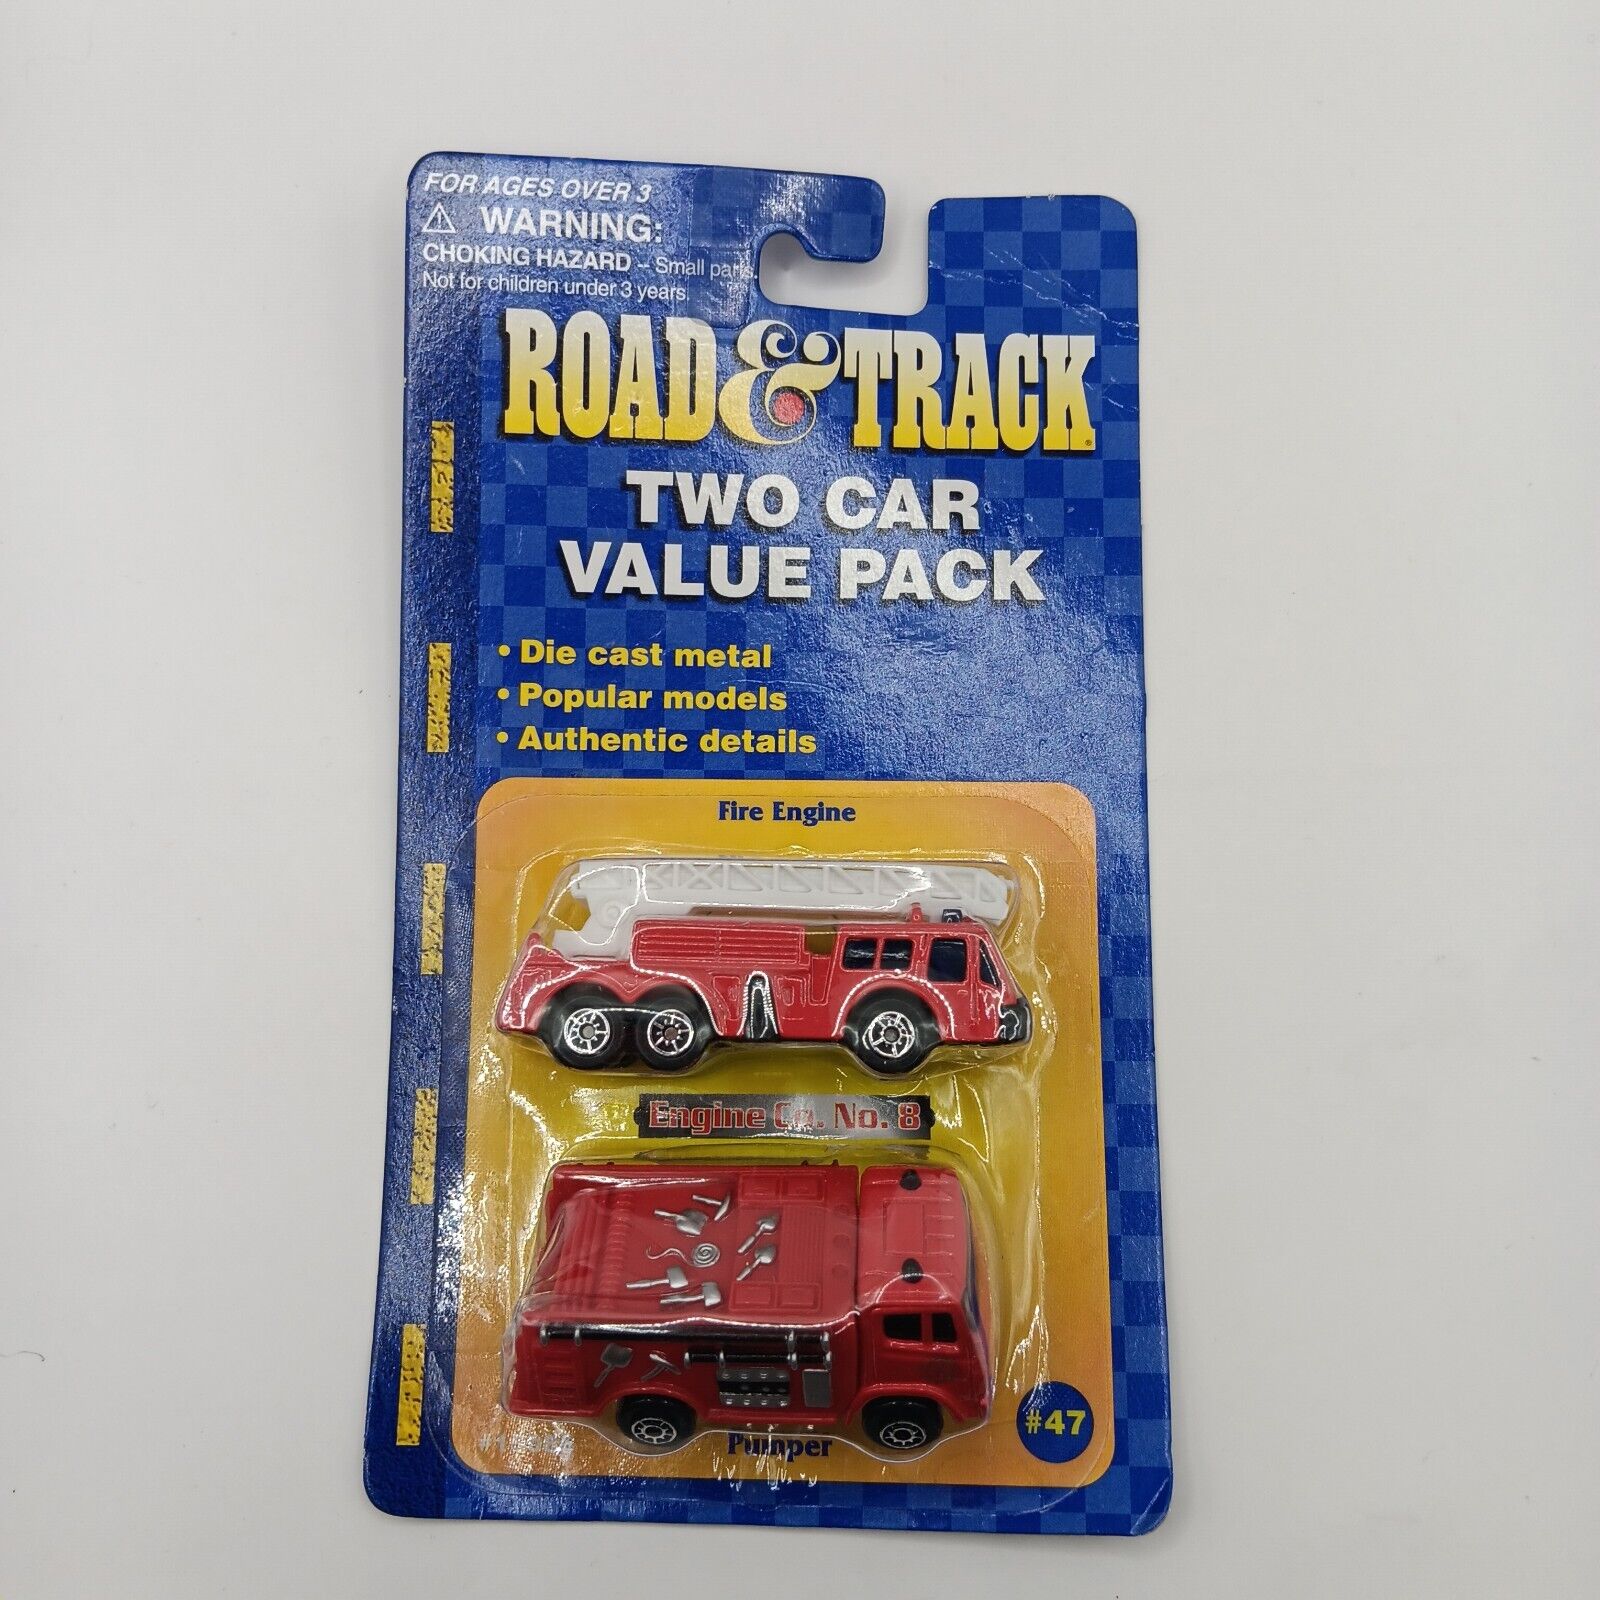 FOR AGES OVER 3
⚠ WARNING:
CHOKING HAZARD – Small parts.
Not for children under 3 years.
ROAD & TRACK®
TWO CAR
VALUE PACK
• Die cast metal
• Popular models
• Authentic details
Fire Engine
Engine Co. No. 8
#47
Pumper